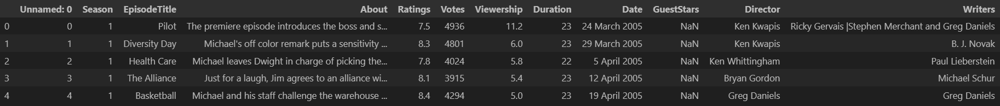 Unnamed: 0 Season EpisodeTitle About Ratings Votes Viewership Duration Date GuestStars Director Writers
0 0 1 Pilot The premiere episode introduces the boss and s... 7.5 4936 11.2 23 24 March 2005 NaN Ken Kwapis Ricky Gervais |Stephen Merchant and Greg Daniels
1 1 1 Diversity Day Michael's off color remark puts a sensitivity ... 8.3 4801 6.0 23 29 March 2005 NaN Ken Kwapis B. J. Novak
2 2 1 Health Care Michael leaves Dwight in charge of picking the... 7.8 4024 5.8 22 5 April 2005 NaN Ken Whittingham Paul Lieberstein
3 3 1 The Alliance Just for a laugh, Jim agrees to an alliance wi... 8.1 3915 5.4 23 12 April 2005 NaN Bryan Gordon Michael Schur
4 4 1 Basketball Michael and his staff challenge the warehouse ... 8.4 4294 5.0 23 19 April 2005 NaN Greg Daniels Greg Daniels